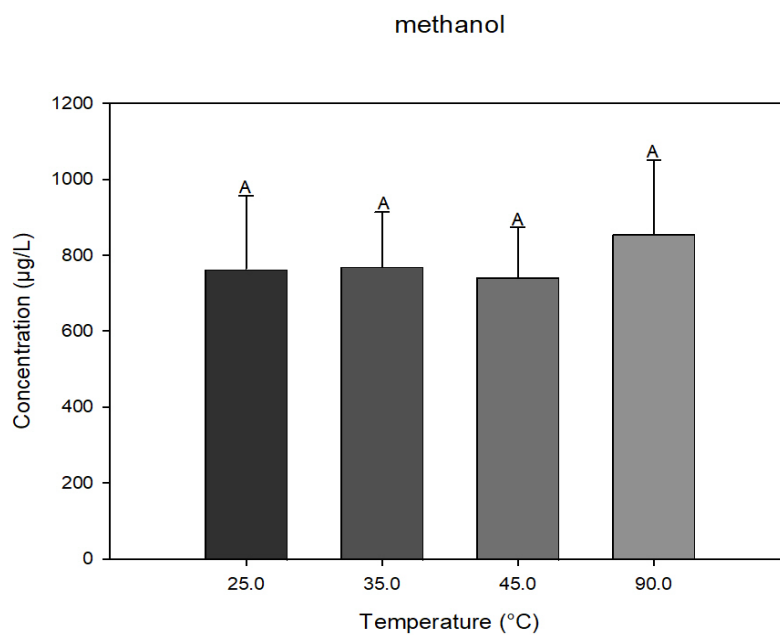 methanol
1200
1000
800
600
400
200
0
Concentration (µg/L)
A
A
A
A
25.0
35.0
45.0
90.0
Temperature (°C)